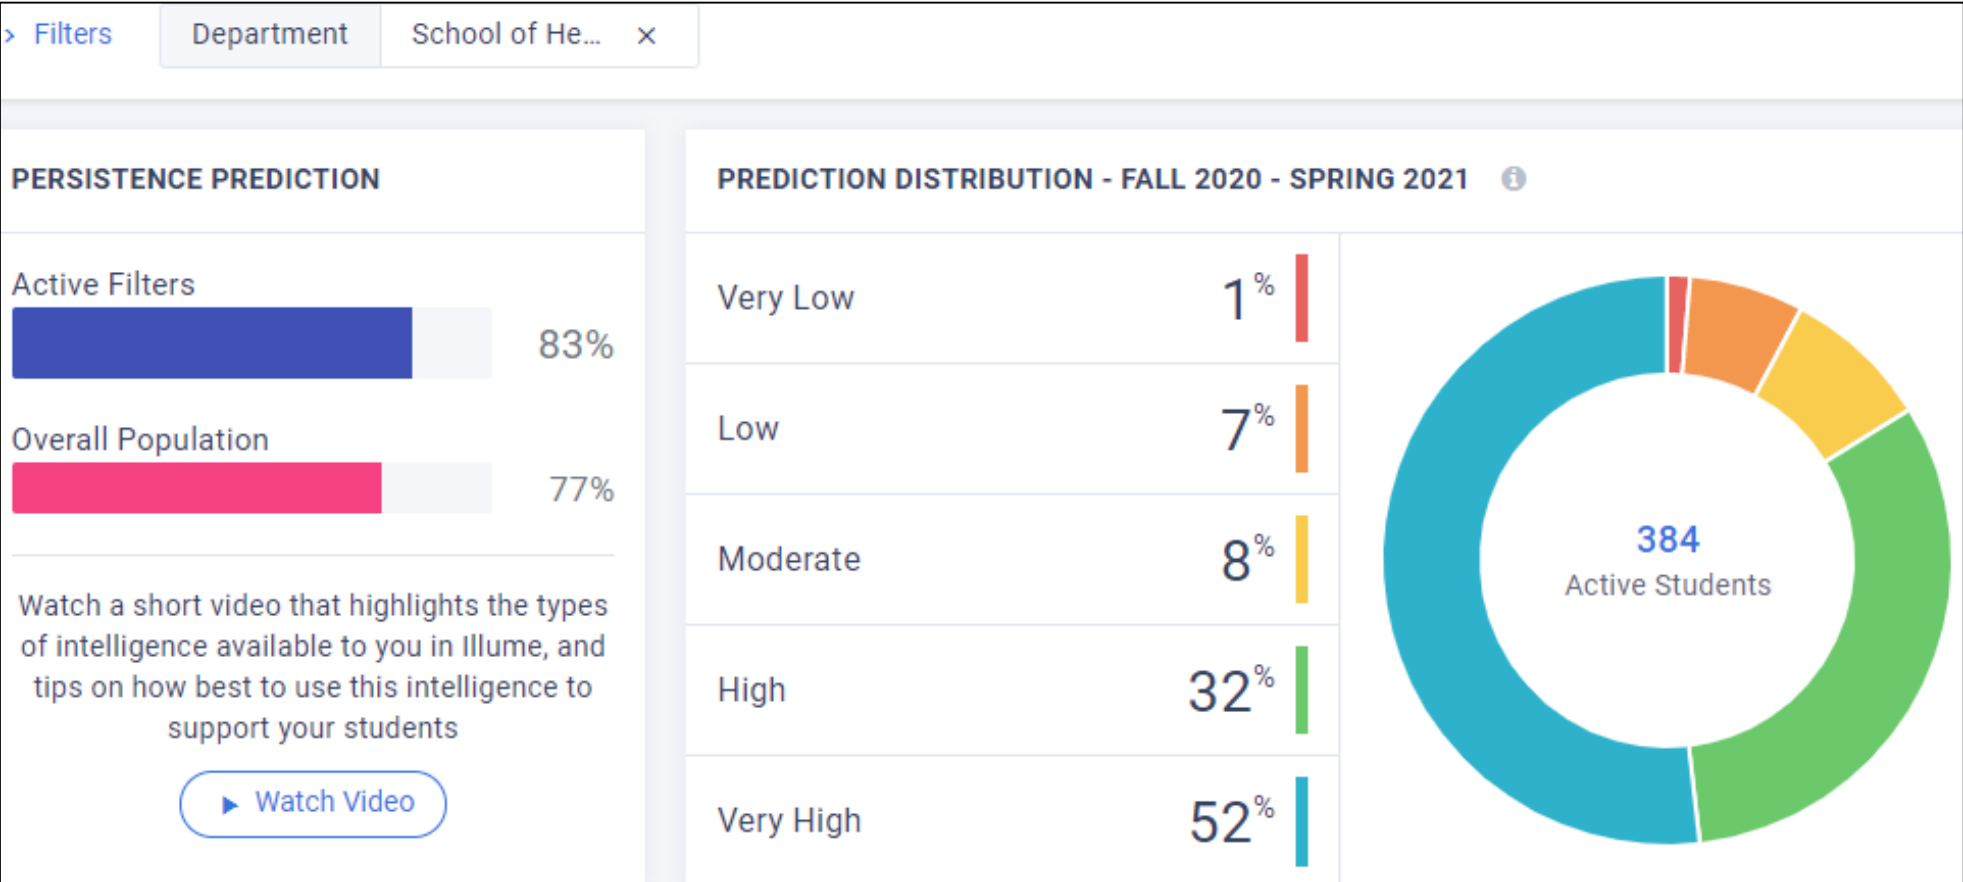 Filters Department School of He...
PERSISTENCE PREDICTION
Active Filters
83%
Overall Population
77%
Watch a short video that highlights the types
of intelligence available to you in Illume, and
tips on how best to use this intelligence to
support your students
Watch Video
PREDICTION DISTRIBUTION - FALL 2020 - SPRING 2021
Very Low 1%
Low 7%
Moderate 8%
High 32%
Very High 52%
384
Active Students